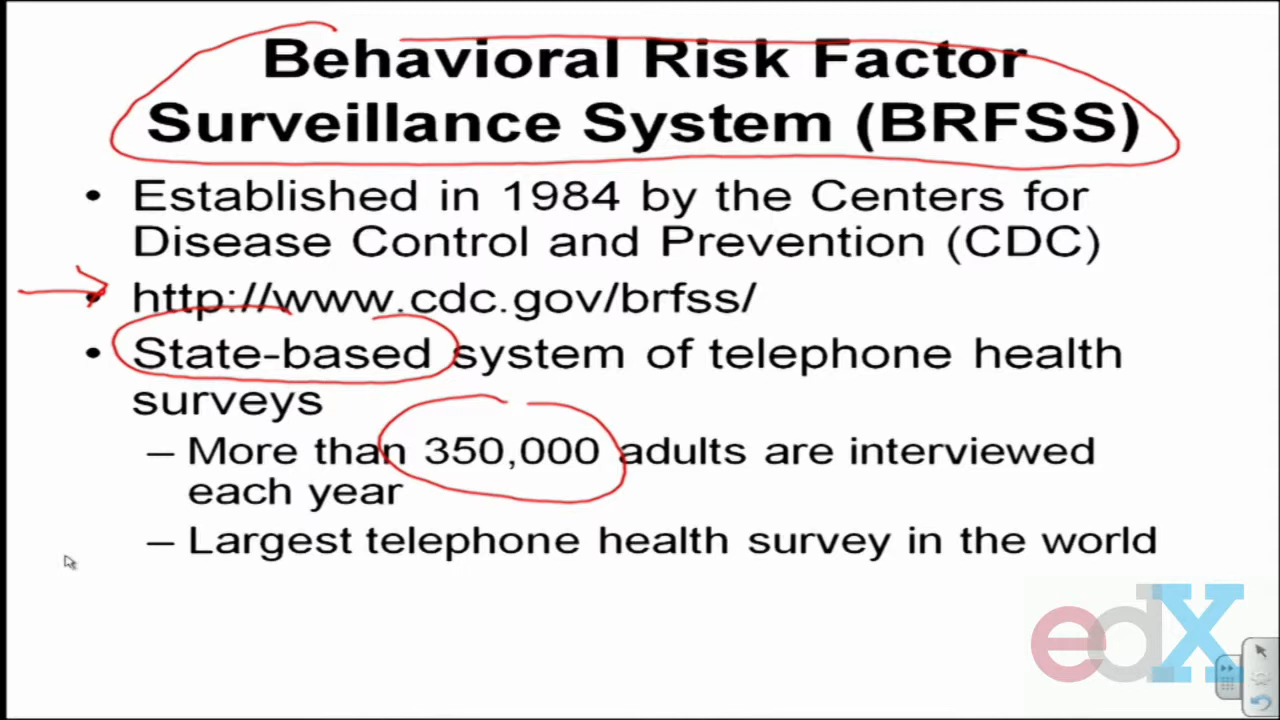 Behavioral Risk Factor
Surveillance System (BRFSS)
• Established in 1984 by the Centers for
Disease Control and Prevention (CDC)
• http://www.cdc.gov/brfss/
• State-based system of telephone health
surveys
– More than 350,000 adults are interviewed
each year
– Largest telephone health survey in the world
edX